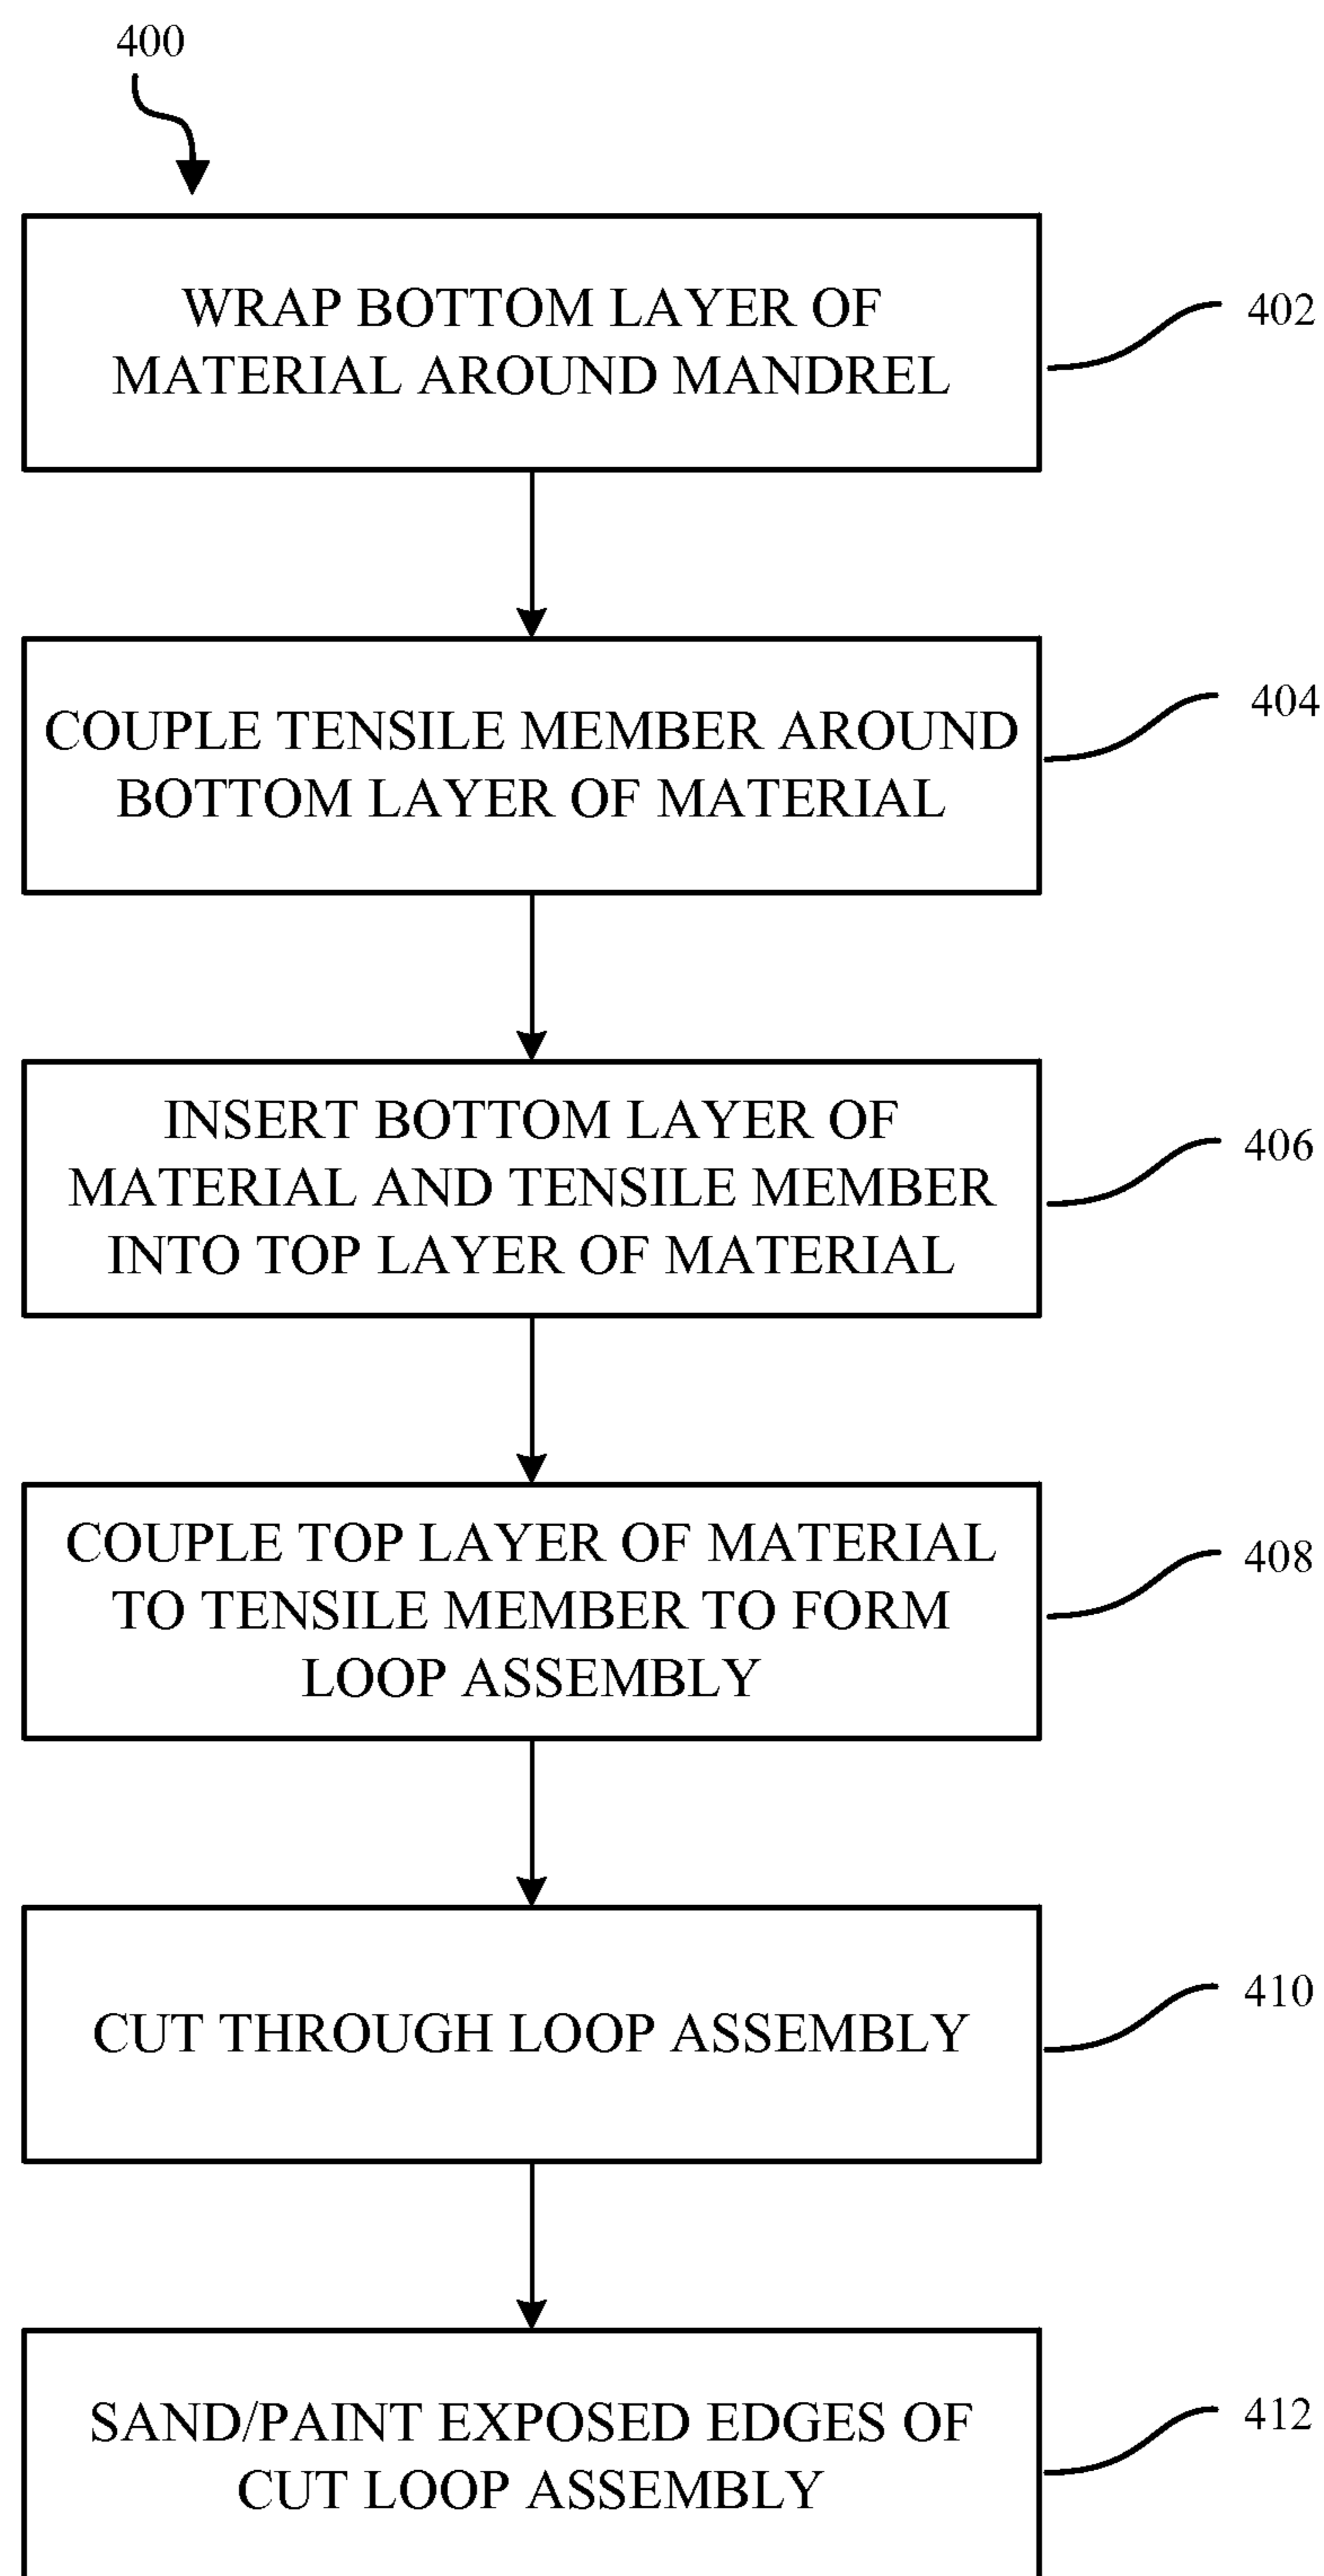 400
WRAP BOTTOM LAYER OF
MATERIAL AROUND MANDREL
402
COUPLE TENSILE MEMBER AROUND
BOTTOM LAYER OF MATERIAL
404
INSERT BOTTOM LAYER OF
MATERIAL AND TENSILE MEMBER
INTO TOP LAYER OF MATERIAL
406
COUPLE TOP LAYER OF MATERIAL
TO TENSILE MEMBER TO FORM
LOOP ASSEMBLY
408
CUT THROUGH LOOP ASSEMBLY
410
SAND/PAINT EXPOSED EDGES OF
CUT LOOP ASSEMBLY
412